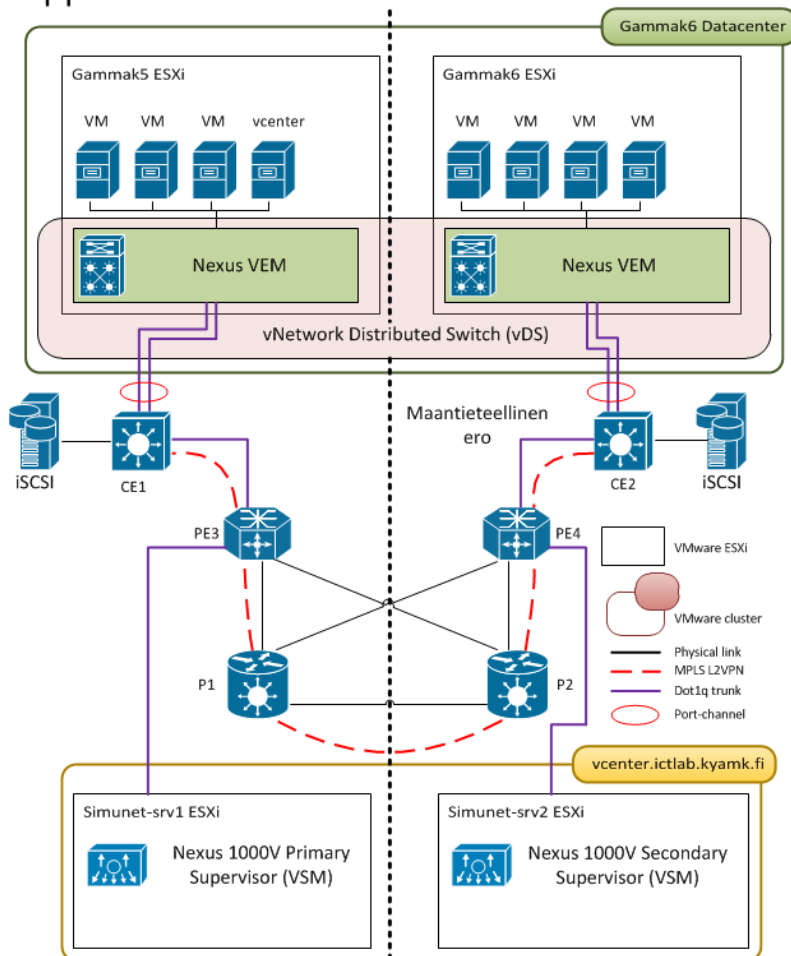 Gammak6 Datacenter
Gammak5 ESXi
Gammak6 ESXi
VM
VM
VM
vcenter
VM
VM
VM
VM
Nexus VEM
Nexus VEM
vNetwork Distributed Switch (vDS)
Maantieteellinen
ero
iSCSI
CE1
CE2
iSCSI
PE3
PE4
VMware ESXi
VMware cluster
P1
P2
Physical link
MPLS L2VPN
Dot1q trunk
Port-channel
vcenter.ictlab.kyamk.fi
Simunet-srv1 ESXi
Simunet-srv2 ESXi
Nexus 1000V Primary
Supervisor (VSM)
Nexus 1000V Secondary
Supervisor (VSM)